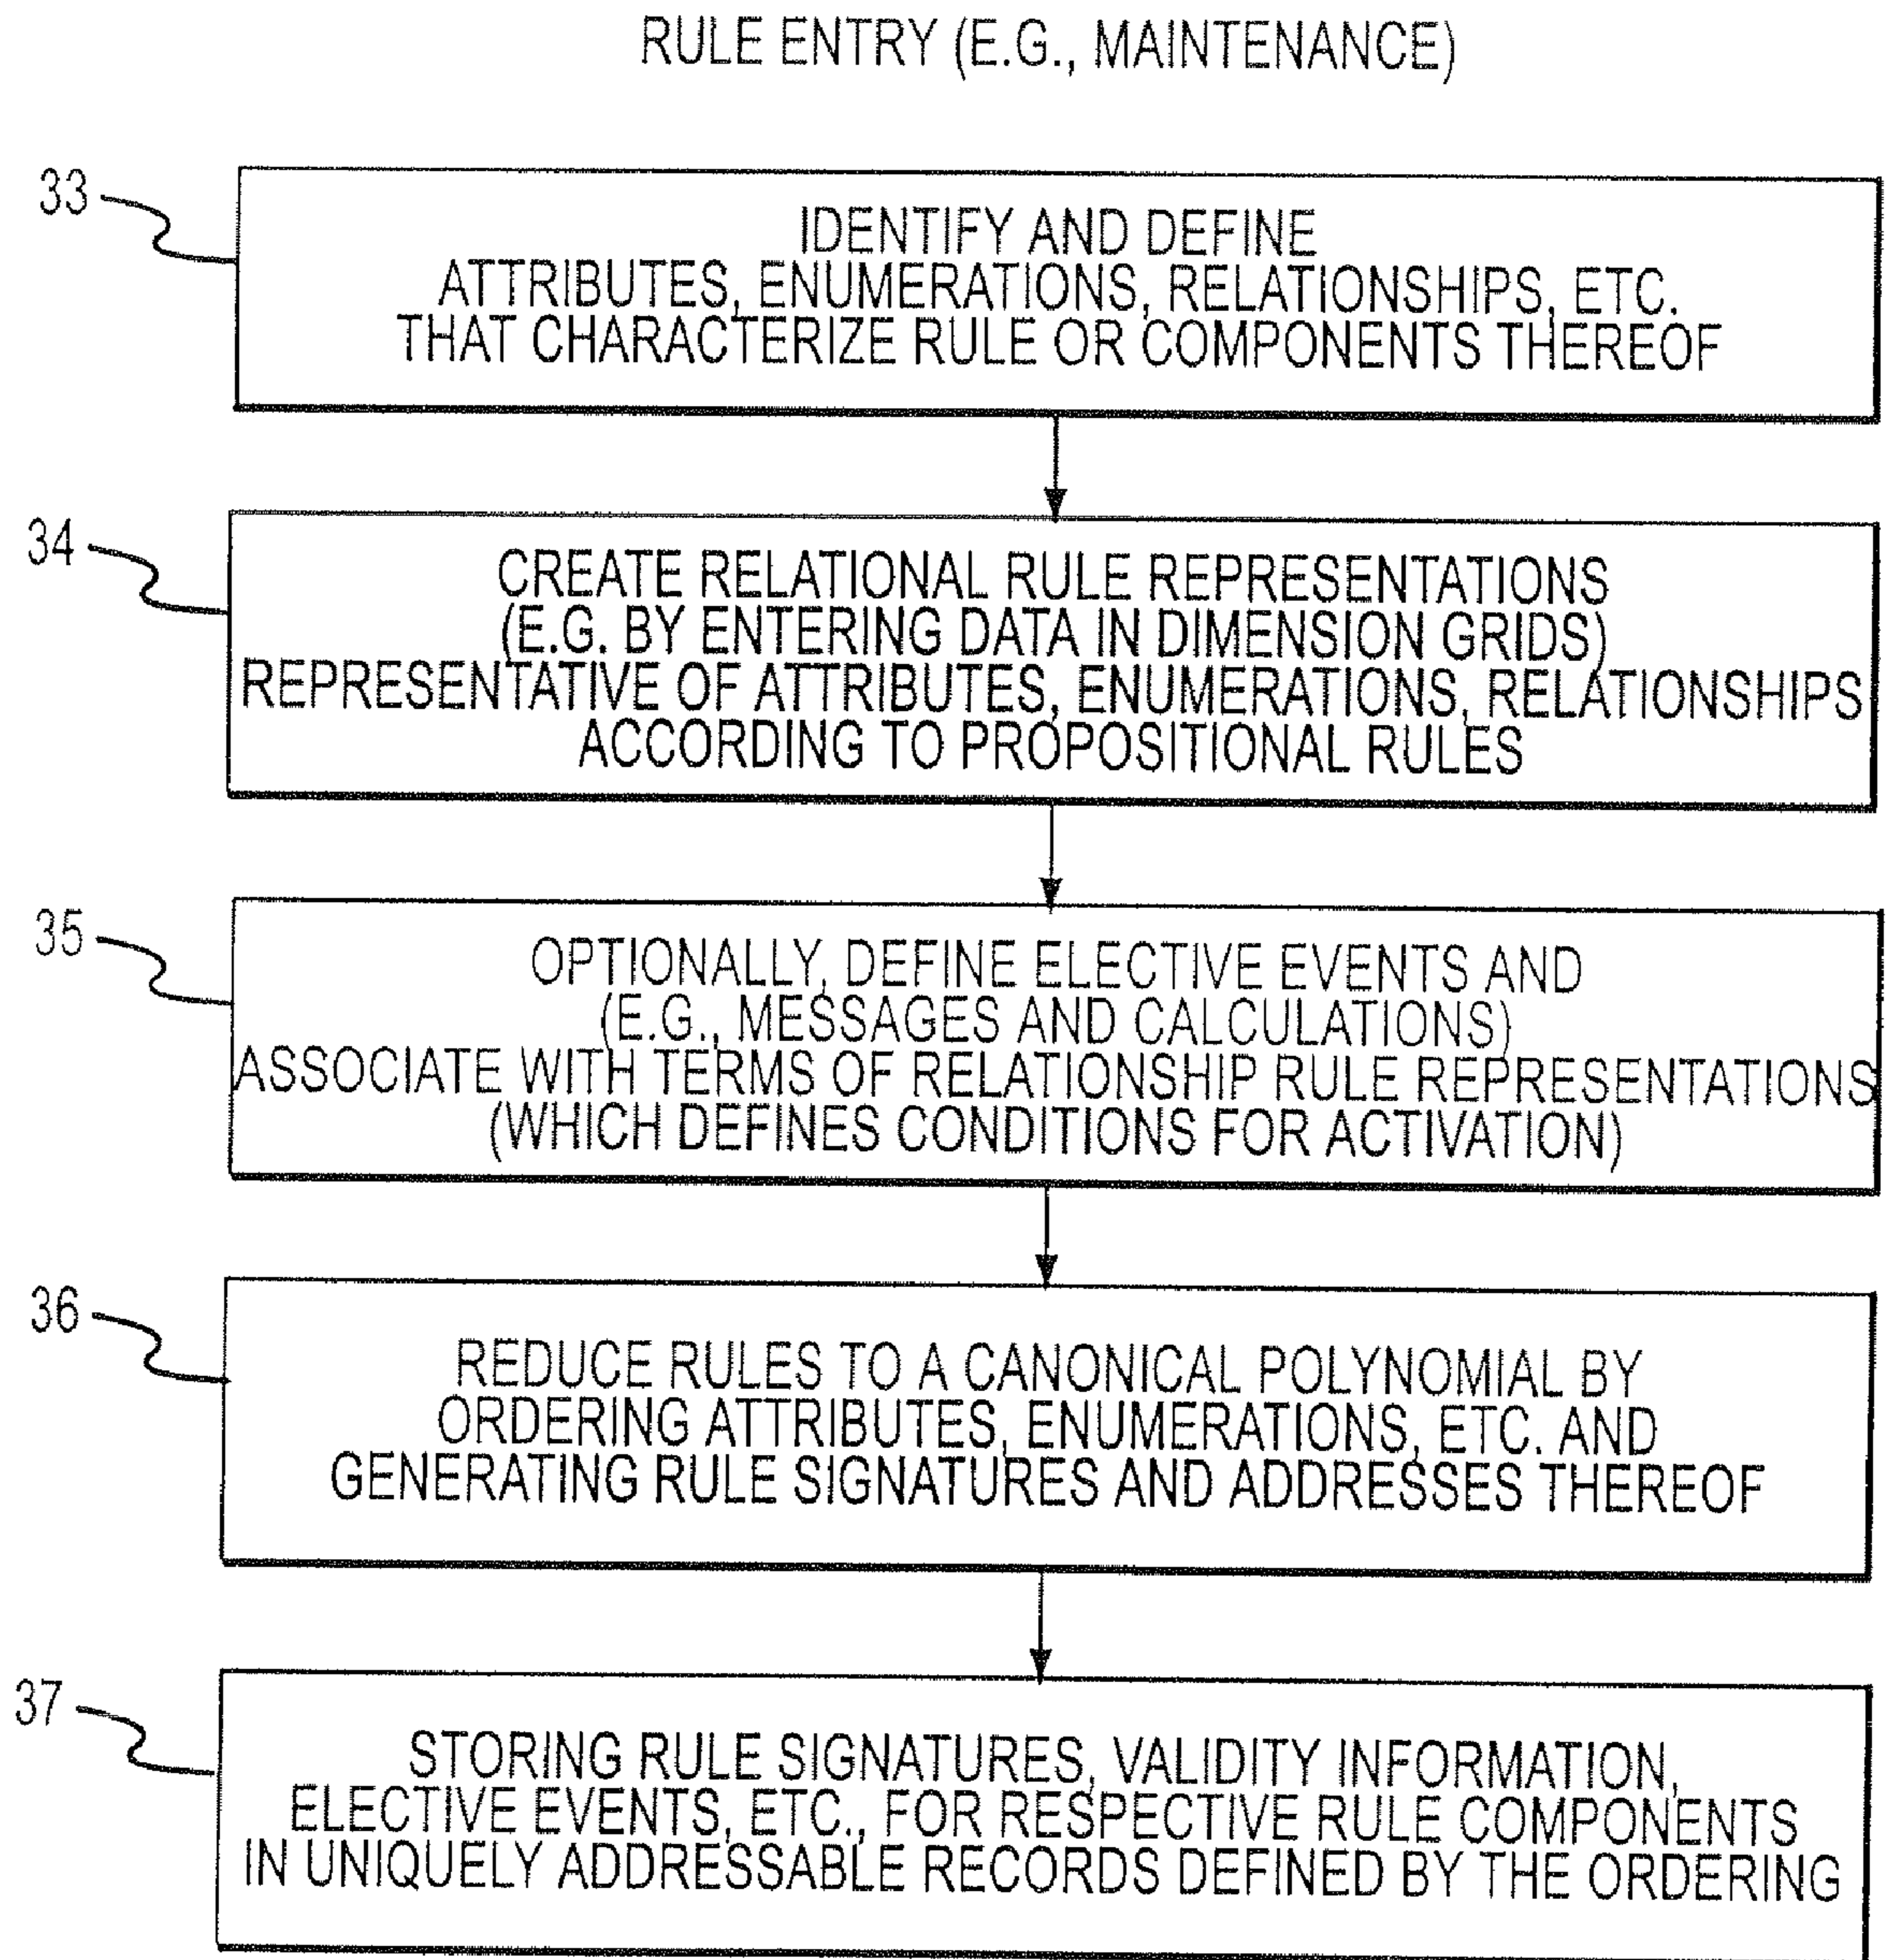 RULE ENTRY (E.G., MAINTENANCE)
33
IDENTIFY AND DEFINE
ATTRIBUTES, ENUMERATIONS, RELATIONSHIPS, ETC.
THAT CHARACTERIZE RULE OR COMPONENTS THEREOF
34
CREATE RELATIONAL RULE REPRESENTATIONS
(E.G. BY ENTERING DATA IN DIMENSION GRIDS)
REPRESENTATIVE OF ATTRIBUTES, ENUMERATIONS, RELATIONSHIPS
ACCORDING TO PROPOSITIONAL RULES
35
OPTIONALLY, DEFINE ELECTIVE EVENTS AND
(E.G., MESSAGES AND CALCULATIONS)
ASSOCIATE WITH TERMS OF RELATIONSHIP RULE REPRESENTATIONS
(WHICH DEFINES CONDITIONS FOR ACTIVATION)
36
REDUCE RULES TO A CANONICAL POLYNOMIAL BY
ORDERING ATTRIBUTES, ENUMERATIONS, ETC. AND
GENERATING RULE SIGNATURES AND ADDRESSES THEREOF
37
STORING RULE SIGNATURES, VALIDITY INFORMATION,
ELECTIVE EVENTS, ETC., FOR RESPECTIVE RULE COMPONENTS
IN UNIQUELY ADDRESSABLE RECORDS DEFINED BY THE ORDERING